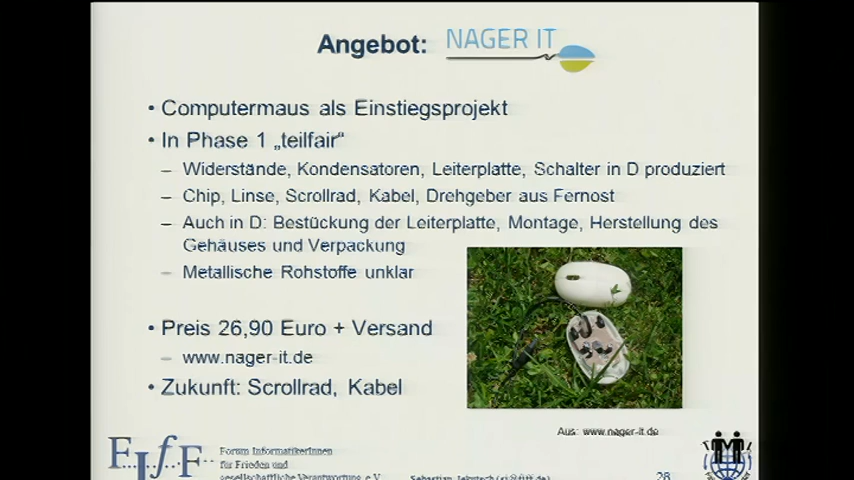 Angebot: NAGER IT
• Computermaus als Einstiegsprojekt
• In Phase 1 „teilfair“
– Widerstände, Kondensatoren, Leiterplatte, Schalter in D produziert
– Chip, Linse, Scrollrad, Kabel, Drehgeber aus Fernost
– Auch in D: Bestückung der Leiterplatte, Montage, Herstellung des
Gehäuses und Verpackung
– Metallische Rohstoffe unklar
• Preis 26,90 Euro + Versand
– www.nager-it.de
• Zukunft: Scrollrad, Kabel
Aus: www.nager-it.de
FIfF
Forum InformatikerInnen
für Frieden und
gesellschaftliche Verantwortung e.V.
Sebastian
28